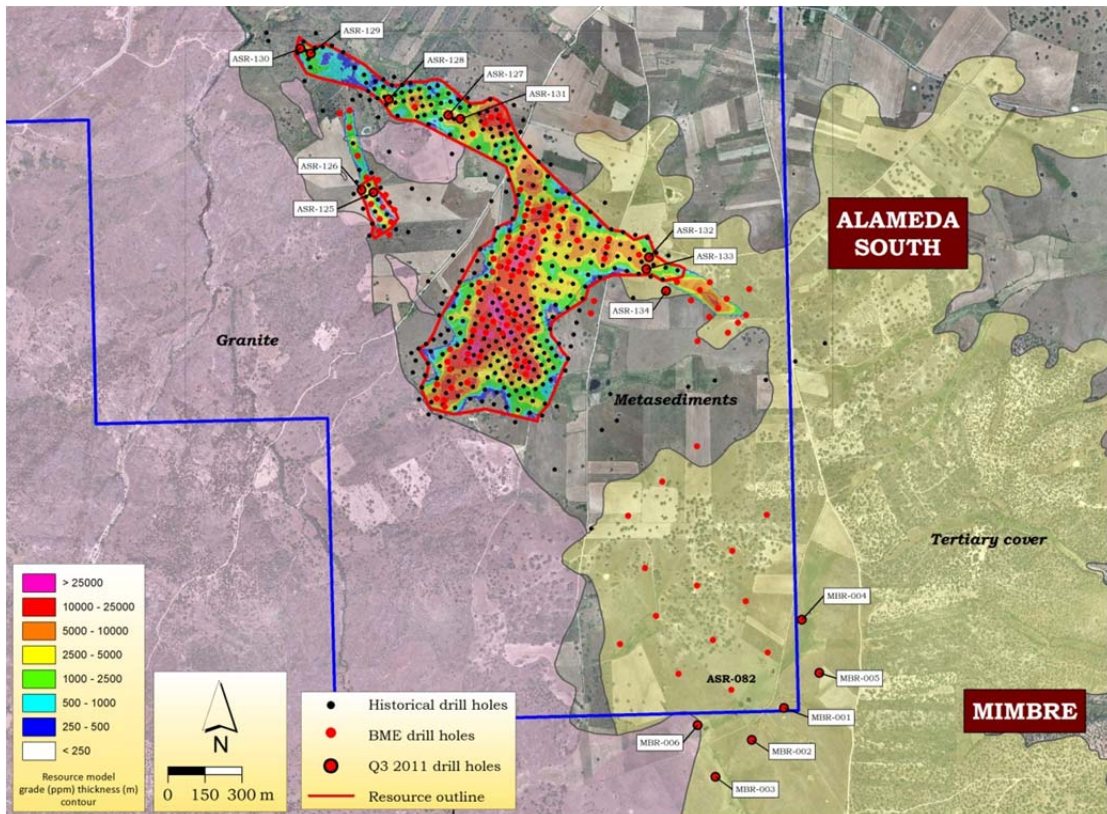 ASR-129
ASR-130
ASR-128
ASR-127
ASR-131
ASR-126
ASR-125
ALAMEDA
SOUTH
ASR-132
ASR-133
ASR-134
Granite
Metasediments
Tertiary cover
MBR-004
MBR-005
ASR-082
MBR-001
MIMBRE
MBR-006
MBR-002
MBR-003
> 25000
10000 - 25000
5000 - 10000
2500 - 5000
1000 - 2500
500 - 1000
250 - 500
< 250
Resource model
grade (ppm) thickness (m)
contour
N
0 150 300 m
Historical drill holes
BME drill holes
Q3 2011 drill holes
Resource outline